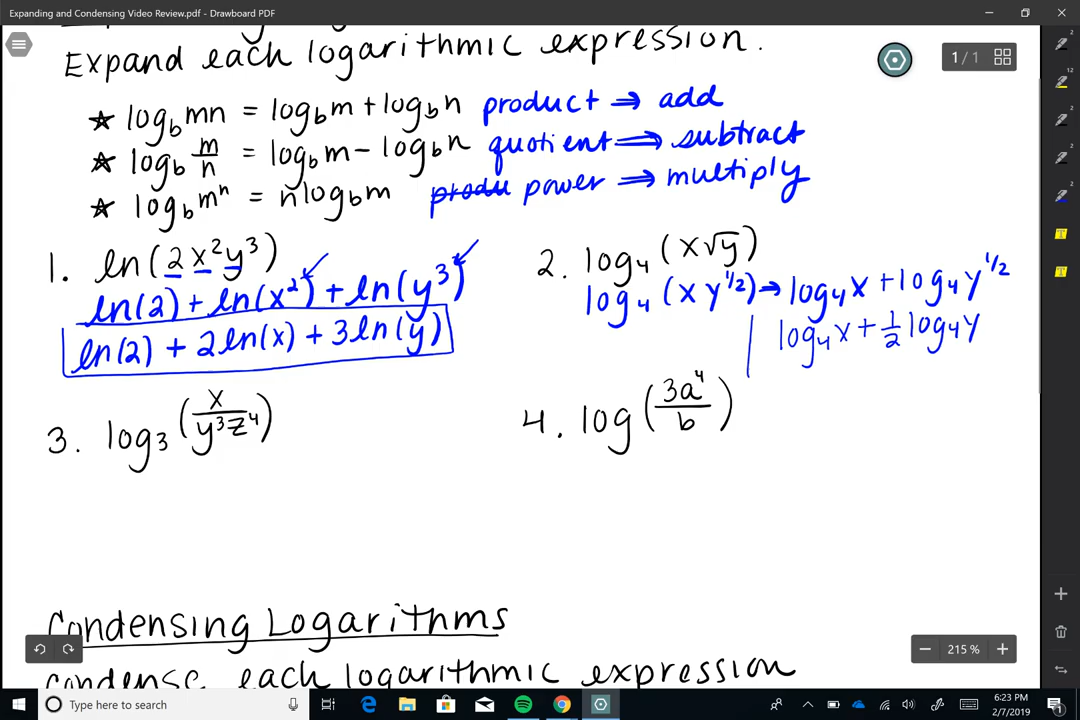 Expanding and Condensing Video Review.pdf - Drawboard PDF
Expand each logarithmic expression.
1 / 1
★ log_b mn = log_b m + log_b n product ⇒ add
★ log_b m/n = log_b m - log_b n quotient ⇒ subtract
★ log_b m^n = n log_b m produ power ⇒ multiply
1. ln(2x²y³)
ln(2) + ln(x²) + ln(y³)
ln(2) + 2ln(x) + 3ln(y)
2. log₄(x√y)
log₄(xy^1/2) → log₄x + log₄y^1/2
log₄x + 1/2 log₄y
3. log₃(x/y³z⁴)
4. log(3a⁴/b)
Condensing Logarithms
condense each logarithmic expression
215 %
Type here to search
6:23 PM
2/7/2019